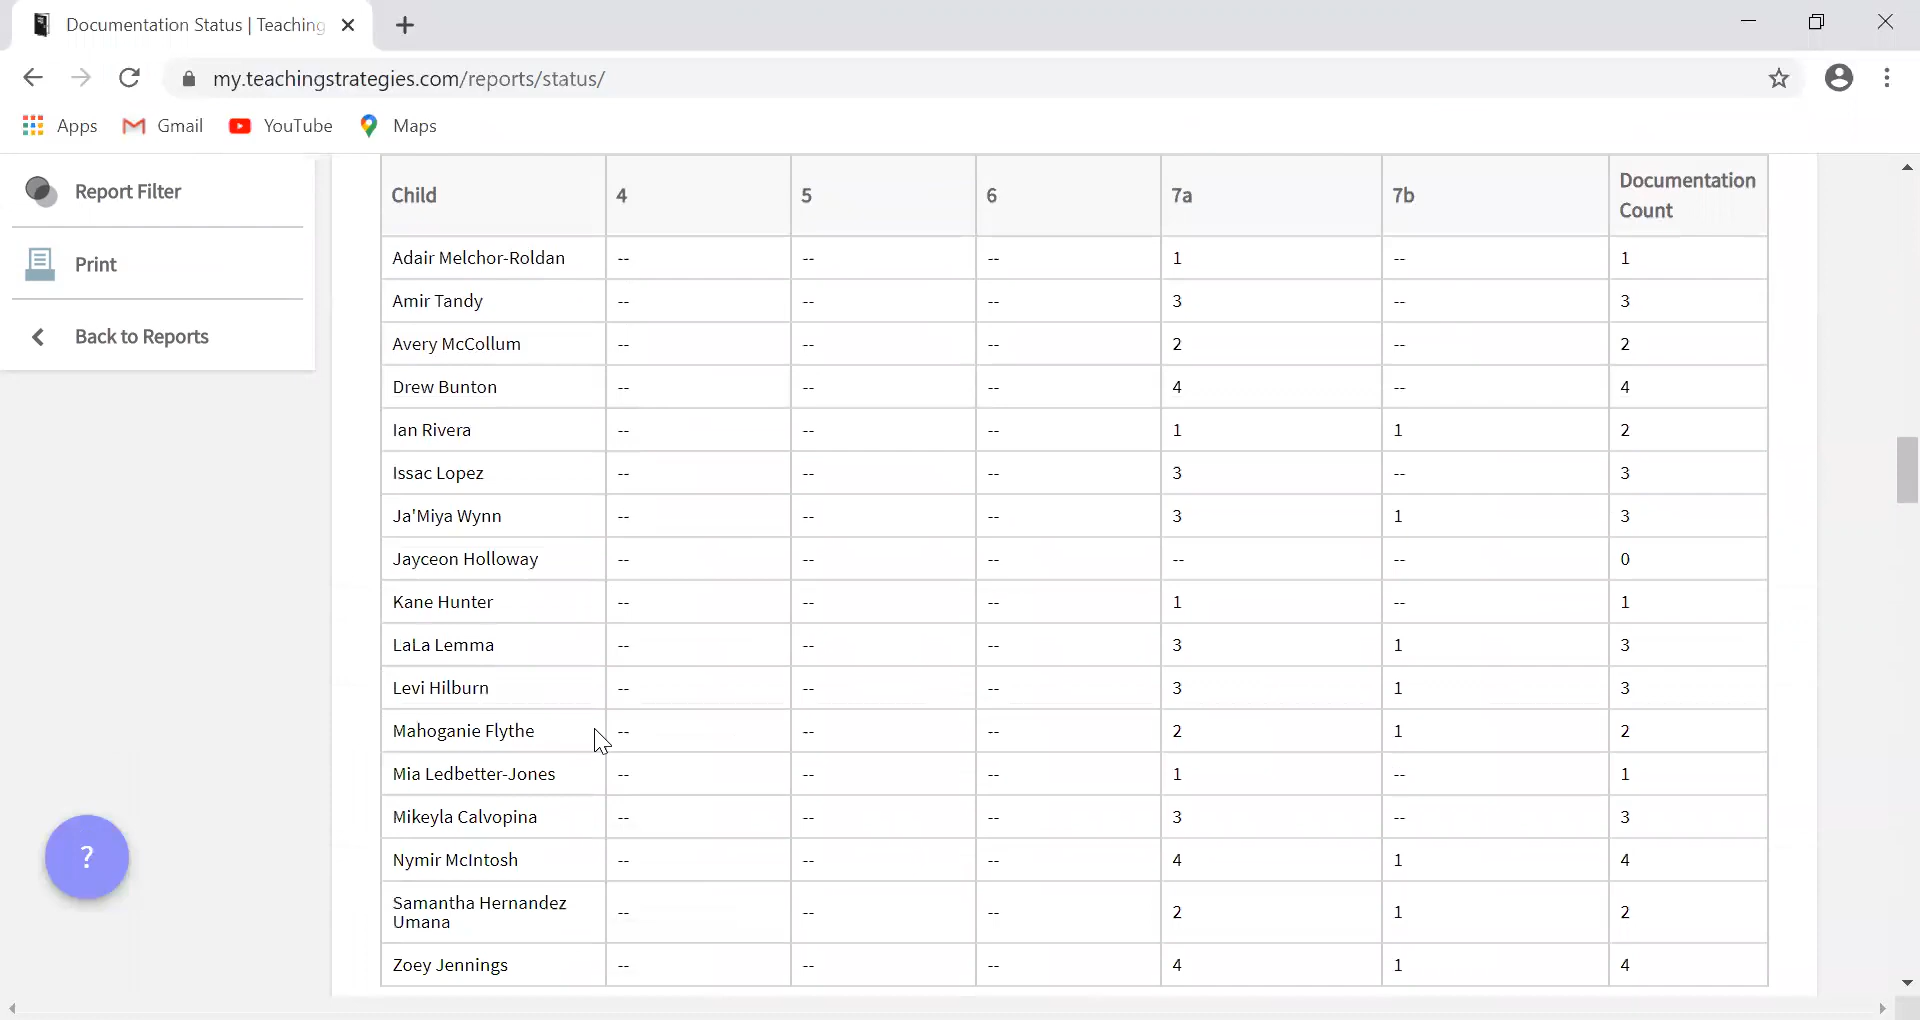 Documentation Status | Teaching
my.teachingstrategies.com/reports/status/
Apps Gmail YouTube Maps
Report Filter
Print
Back to Reports
?
Child 4 5 6 7a 7b Documentation Count
Adair Melchor-Roldan -- -- -- 1 -- 1
Amir Tandy -- -- -- 3 -- 3
Avery McCollum -- -- -- 2 -- 2
Drew Bunton -- -- -- 4 -- 4
Ian Rivera -- -- -- 1 1 2
Issac Lopez -- -- -- 3 -- 3
Ja'Miya Wynn -- -- -- 3 1 3
Jayceon Holloway -- -- -- -- -- 0
Kane Hunter -- -- -- 1 -- 1
LaLa Lemma -- -- -- 3 1 3
Levi Hilburn -- -- -- 3 1 3
Mahoganie Flythe -- -- -- 2 1 2
Mia Ledbetter-Jones -- -- -- 1 -- 1
Mikeyla Calvopina -- -- -- 3 -- 3
Nymir McIntosh -- -- -- 4 1 4
Samantha Hernandez
Umana -- -- -- 2 1 2
Zoey Jennings -- -- -- 4 1 4